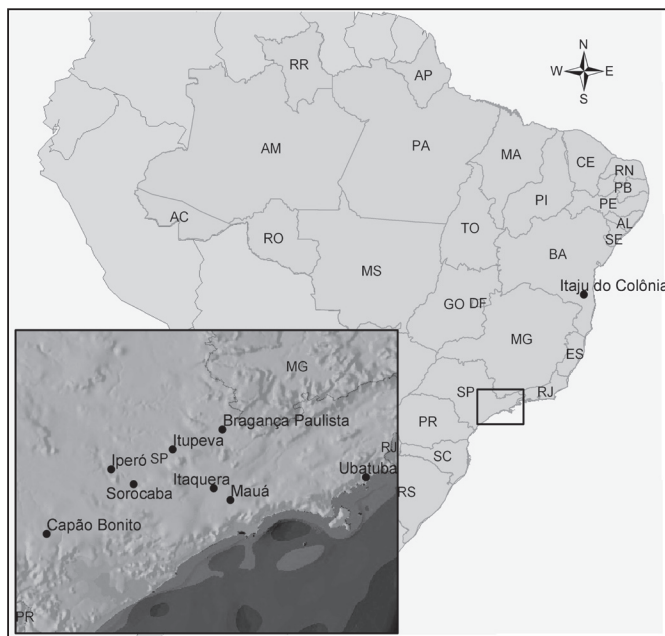 N
W E
S
RR
AP
AM
PA
MA
CE
RN
PB
PE
PI
AL
SE
AC
RO
TO
BA
MS
Itaju do Colônia
GO DF
MG
ES
SP
RJ
PR
SC
RS
MG
Bragança Paulista
Itupeva
RJ
Iperó SP
Ubatuba
Itaquera
Sorocaba
Mauá
Capão Bonito
PR